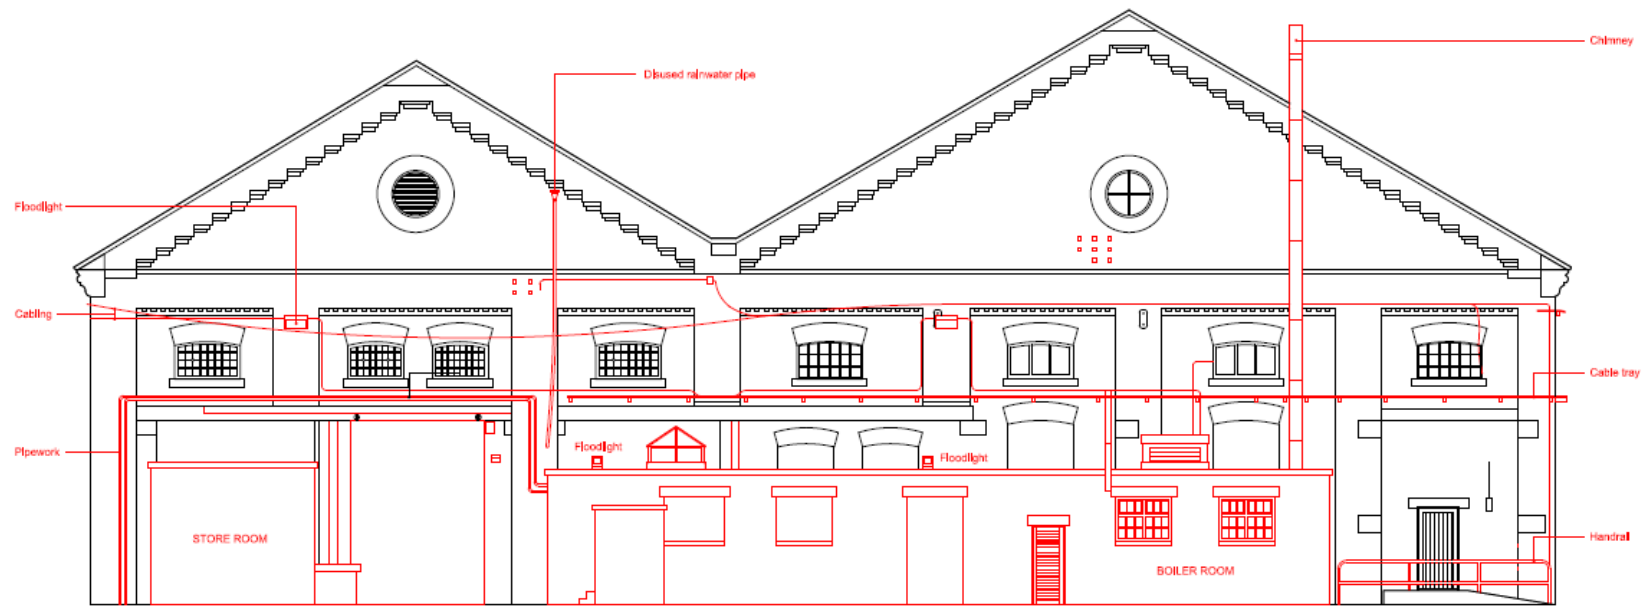 Chimney
Disused rainwater pipe
Floodlight
Cabling
Cable tray
Floodlight
Floodlight
Pipework
STORE ROOM
Handrail
BOILER ROOM